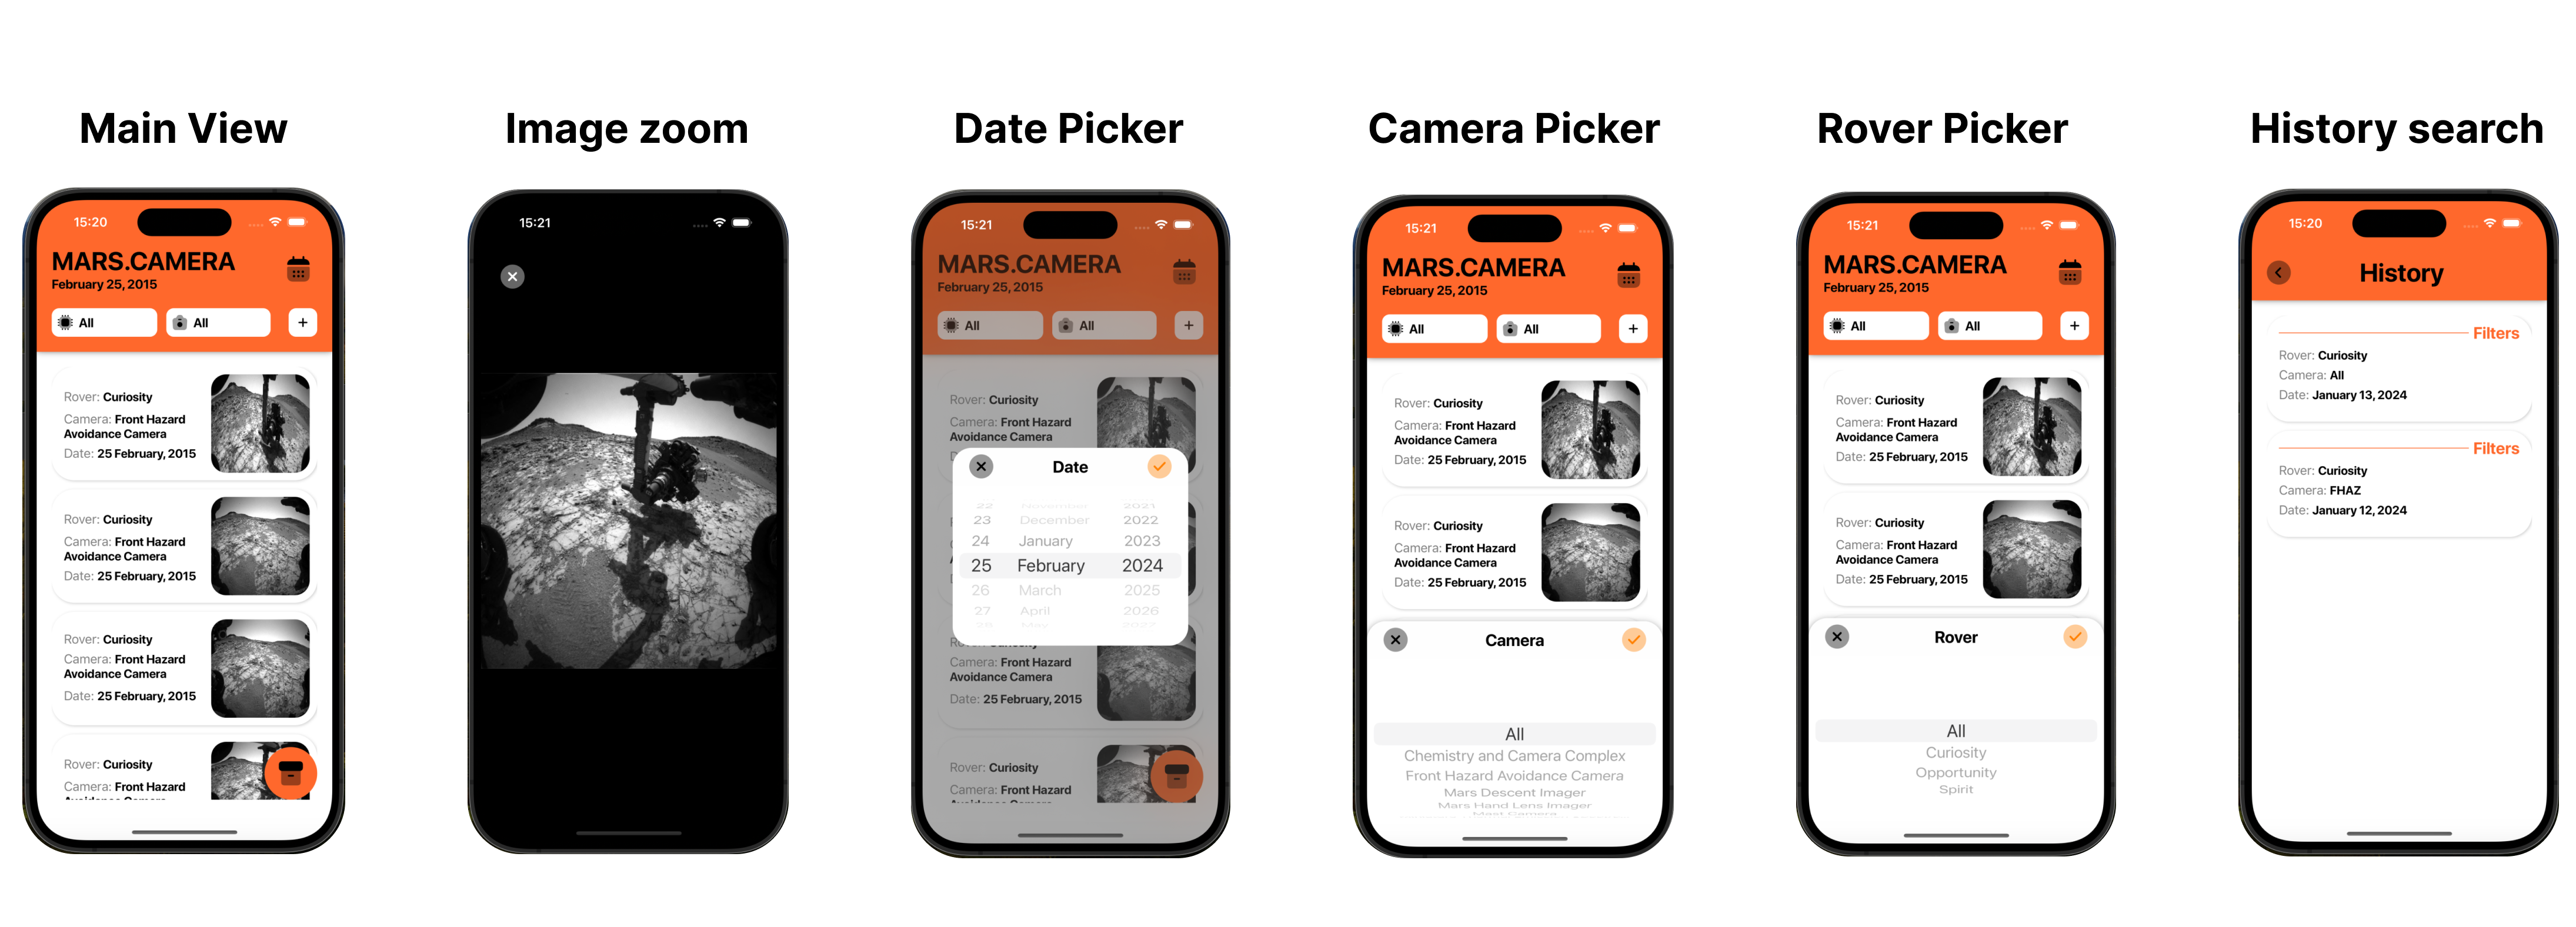 Main View
15:20
MARS.CAMERA
February 25, 2015
All
All
+
Rover: Curiosity
Camera: Front Hazard
Avoidance Camera
Date: 25 February, 2015
Rover: Curiosity
Camera: Front Hazard
Avoidance Camera
Date: 25 February, 2015
Rover: Curiosity
Camera: Front Hazard
Avoidance Camera
Date: 25 February, 2015
Rover: Curiosity
Camera: Front Hazard
Image zoom
15:21
Date Picker
15:21
MARS.CAMERA
February 25, 2015
All
All
+
Rover: Curiosity
Camera: Front Hazard
Avoidance Camera
Date
22 November 2021
23 December 2022
24 January 2023
25 February 2024
26 March 2025
27 April 2026
28 May 2027
Camera: Front Hazard
Avoidance Camera
Date: 25 February, 2015
Rover: Curiosity
Camera: Front Hazard
Camera Picker
15:21
MARS.CAMERA
February 25, 2015
All
All
+
Rover: Curiosity
Camera: Front Hazard
Avoidance Camera
Date: 25 February, 2015
Rover: Curiosity
Camera: Front Hazard
Avoidance Camera
Date: 25 February, 2015
Camera
All
Chemistry and Camera Complex
Front Hazard Avoidance Camera
Mars Descent Imager
Mars Hand Lens Imager
Mast Camera
Rover Picker
15:21
MARS.CAMERA
February 25, 2015
All
All
+
Rover: Curiosity
Camera: Front Hazard
Avoidance Camera
Date: 25 February, 2015
Rover: Curiosity
Camera: Front Hazard
Avoidance Camera
Date: 25 February, 2015
Rover
All
Curiosity
Opportunity
Spirit
History search
15:20
History
Filters
Rover: Curiosity
Camera: All
Date: January 13, 2024
Filters
Rover: Curiosity
Camera: FHAZ
Date: January 12, 2024